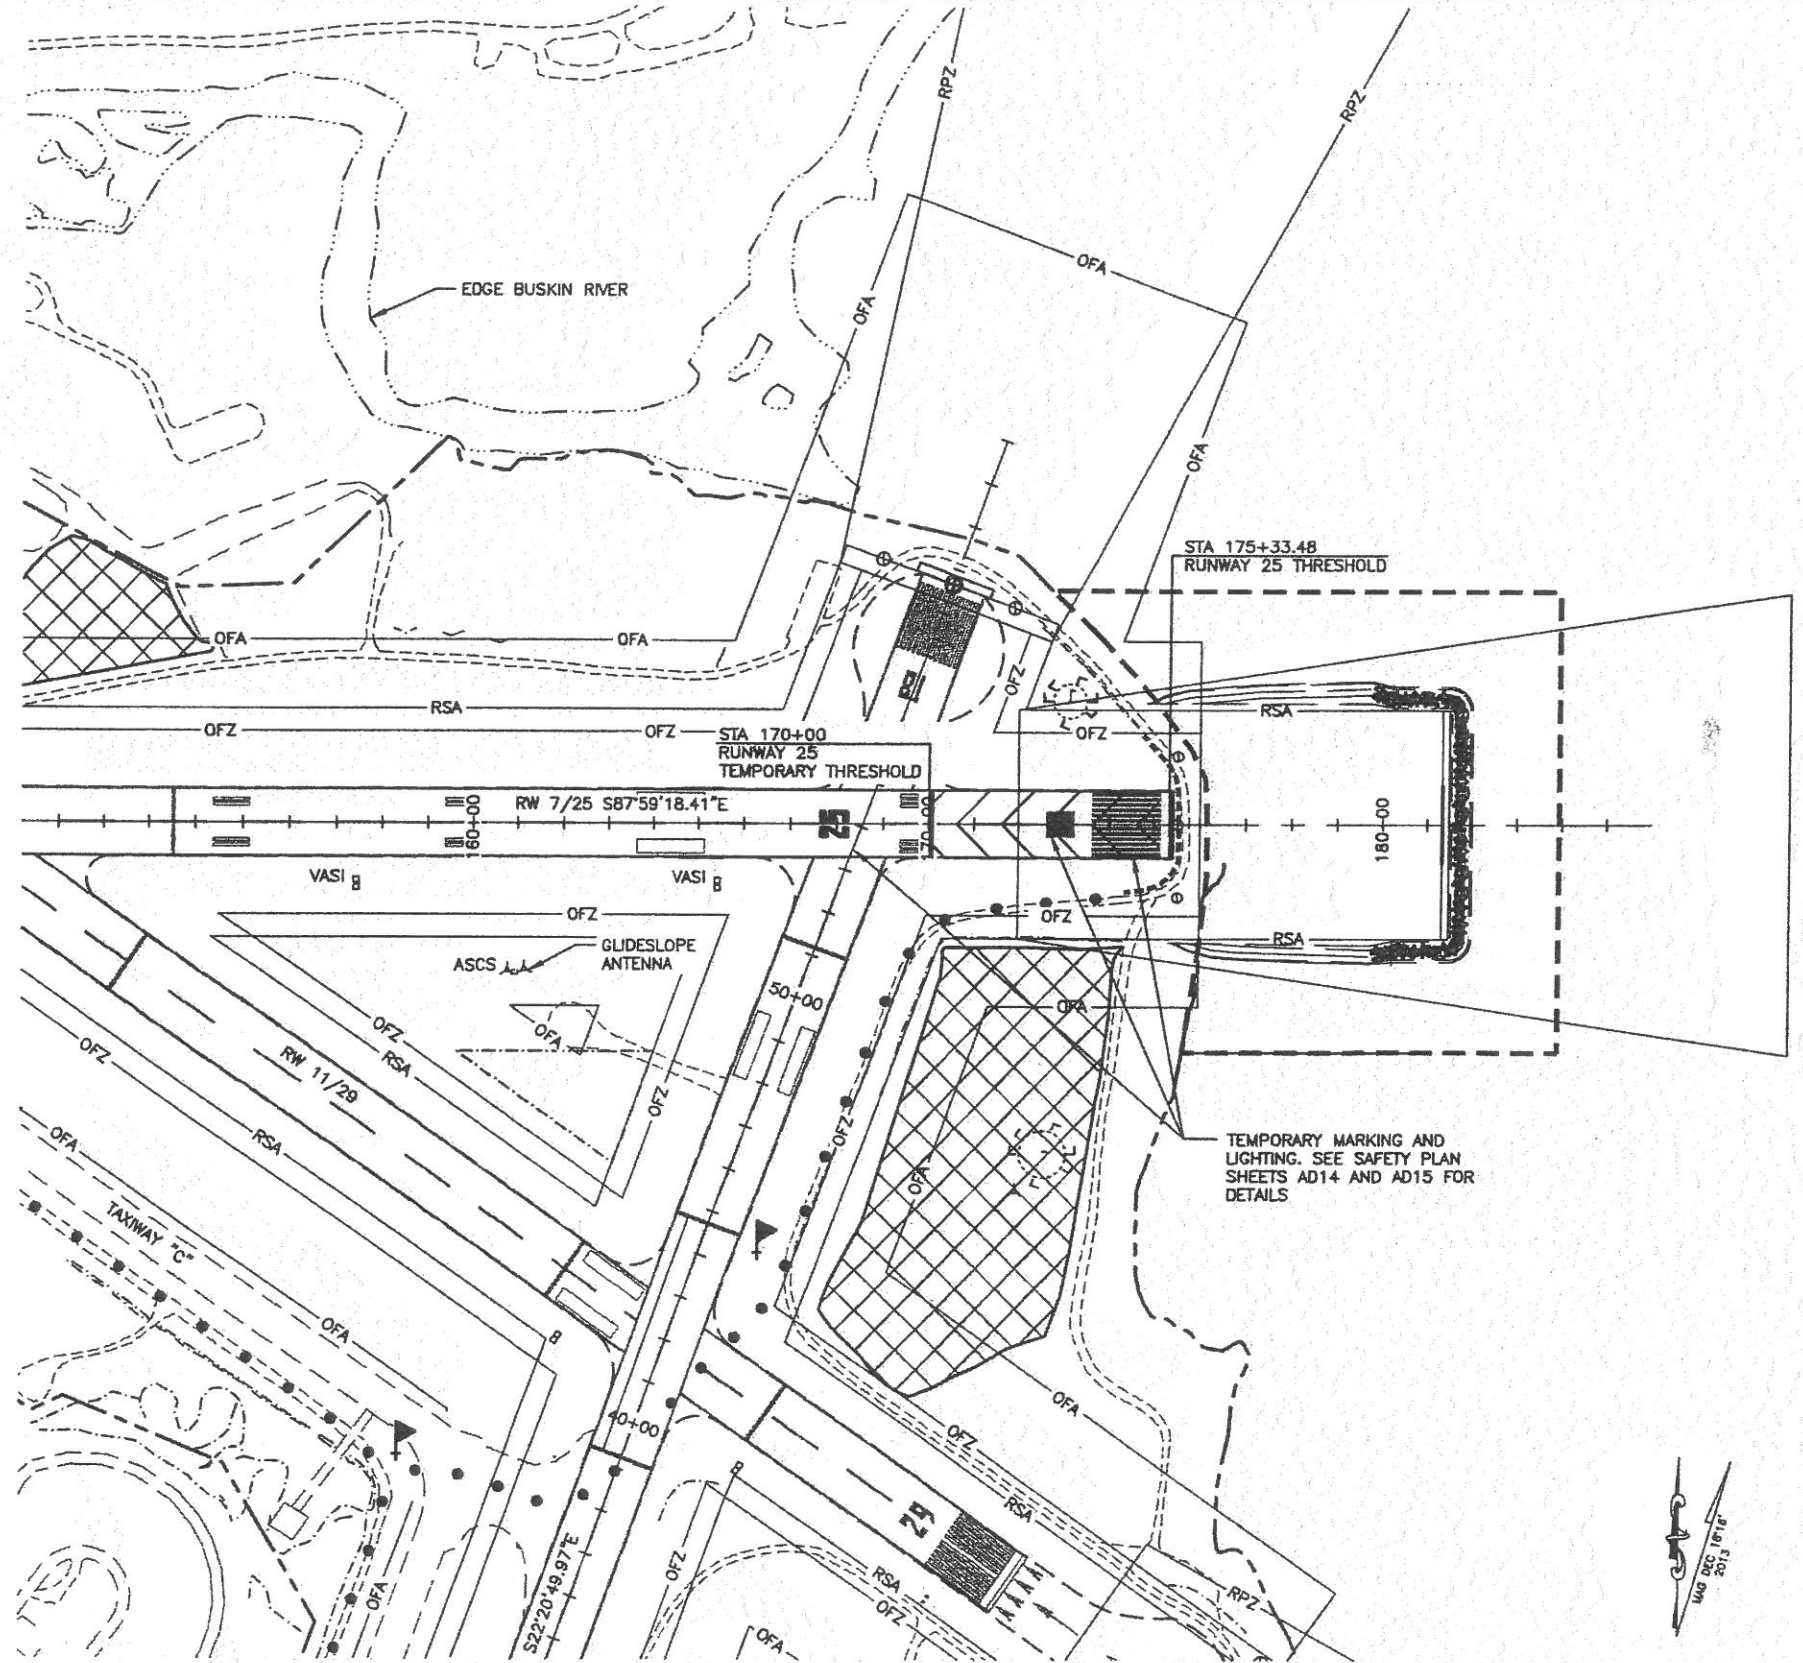 RPZ
RPZ
OFA
OFA
EDGE BUSKIN RIVER
OFA
STA 175+33.48
RUNWAY 25 THRESHOLD
OFA
OFA
OFZ
RSA
RSA
OFZ
OFZ
OFZ
STA 170+00
RUNWAY 25
TEMPORARY THRESHOLD
RW 7/25 S87°59'18.41"E
160+00
25
170+00
180+00
VASI
VASI
OFZ
OFZ
RSA
GLIDESLOPE
ANTENNA
ASCS
50+00
OFA
OFA
OFZ
OFZ
RSA
RW 11/29
OFZ
OFZ
OFA
RSA
OFA
TEMPORARY MARKING AND
LIGHTING. SEE SAFETY PLAN
SHEETS AD14 AND AD15 FOR
DETAILS
TAXIWAY "C"
OFA
OFA
40+00
OFZ
29
RSA
S22°20'49.97"E
OFZ
RSA
OFZ
OFA
RPZ
OFA
MAG DEC 18°18'
2013